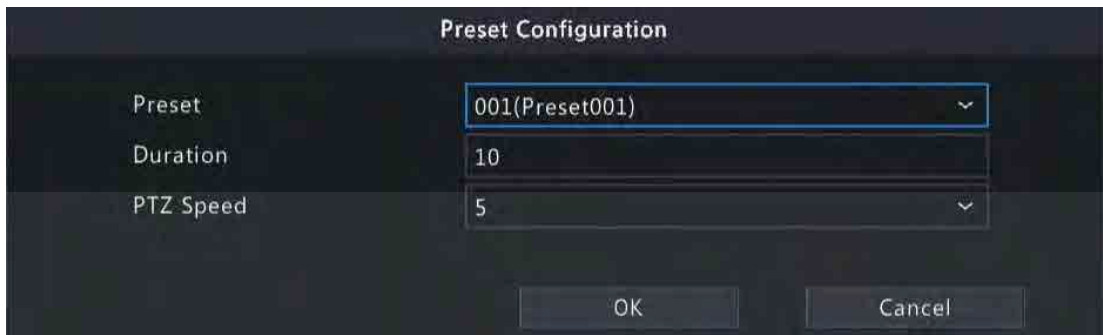 Preset Configuration
Preset 001(Preset001)
Duration 10
PTZ Speed 5
OK Cancel